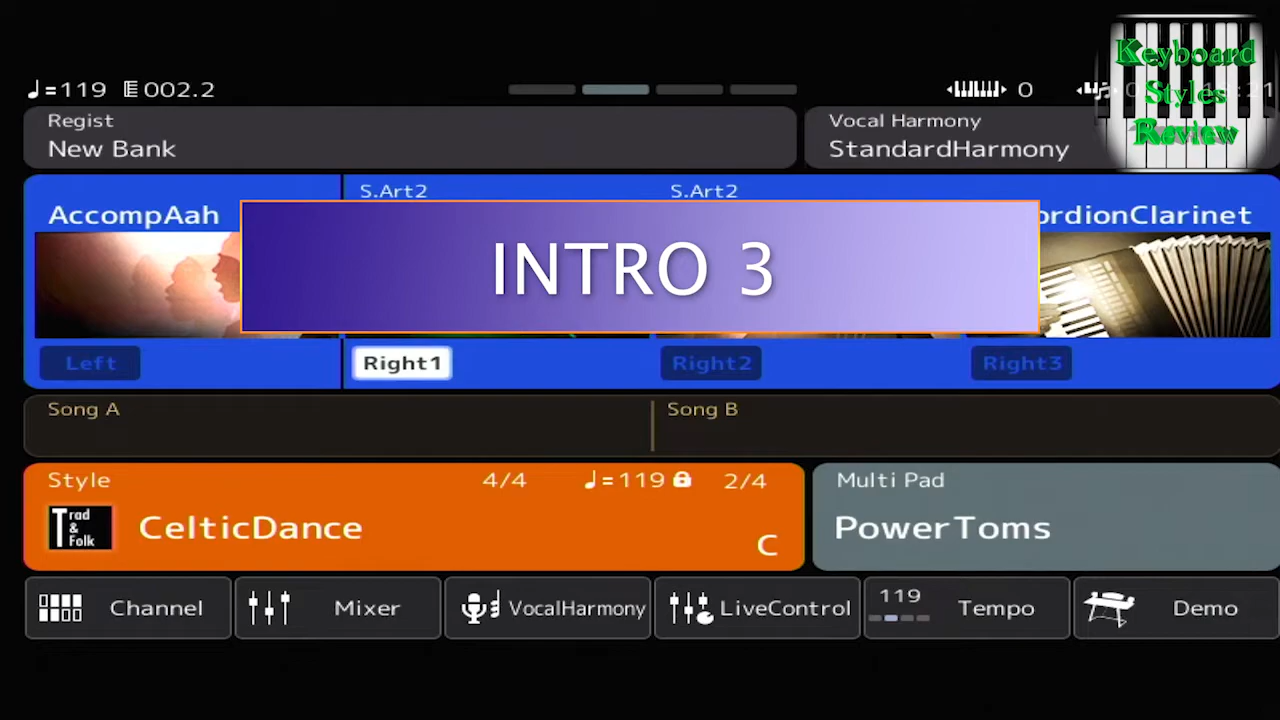 ♩=119 002.2
0
Keyboard
Styles
Review
Regist
New Bank
Vocal Harmony
StandardHarmony
AccompAah
S.Art2
S.Art2
ordionClarinet
INTRO 3
Left
Right1
Right2
Right3
Song A
Song B
Style
4/4 ♩=119 2/4
Trad
&
Folk
CelticDance
C
Multi Pad
PowerToms
Channel
Mixer
VocalHarmony
LiveControl
119
Tempo
Demo